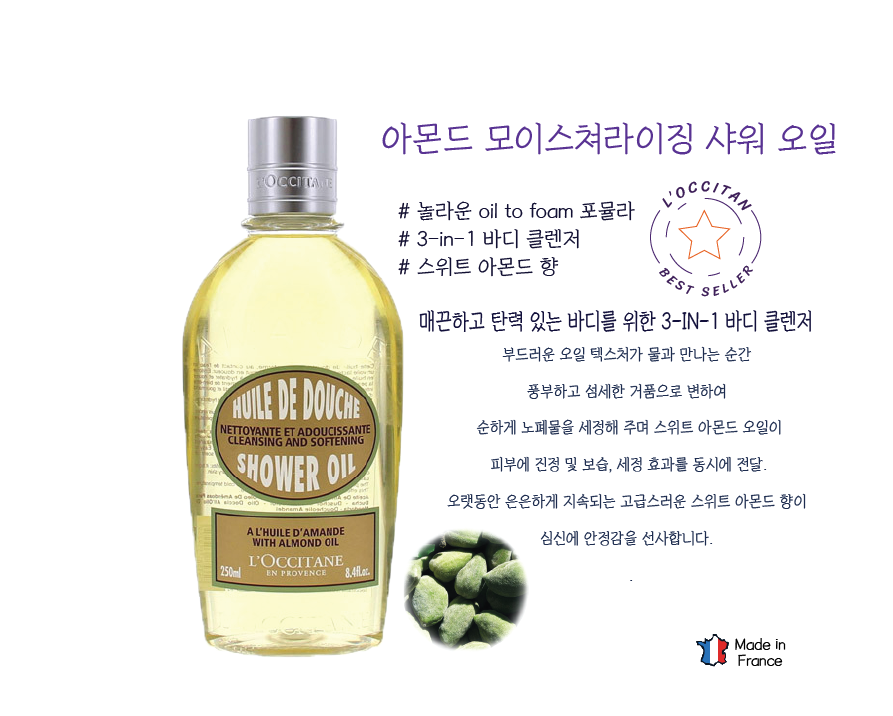 아몬드 모이스쳐라이징 샤워 오일
# 놀라운 oil to foam 포뮬라
# 3-in-1 바디 클렌저
# 스위트 아몬드 향
L'OCCITAN
BEST SELLER
매끈하고 탄력 있는 바디를 위한 3-IN-1 바디 클렌저
부드러운 오일 텍스처가 물과 만나는 순간
풍부하고 섬세한 거품으로 변하여
순하게 노폐물을 세정해 주며 스위트 아몬드 오일이
피부에 진정 및 보습, 세정 효과를 동시에 전달.
오랫동안 은은하게 지속되는 고급스러운 스위트 아몬드 향이
심신에 안정감을 선사합니다.
.
L'OCCITANE
HUILE DE DOUCHE
NETTOYANTE ET ADOUCISSANTE
CLEANSING AND SOFTENING
SHOWER OIL
A L'HUILE D'AMANDE
WITH ALMOND OIL
L'OCCITANE
EN PROVENCE
250ml 8.4fl.oz.
Made in
France